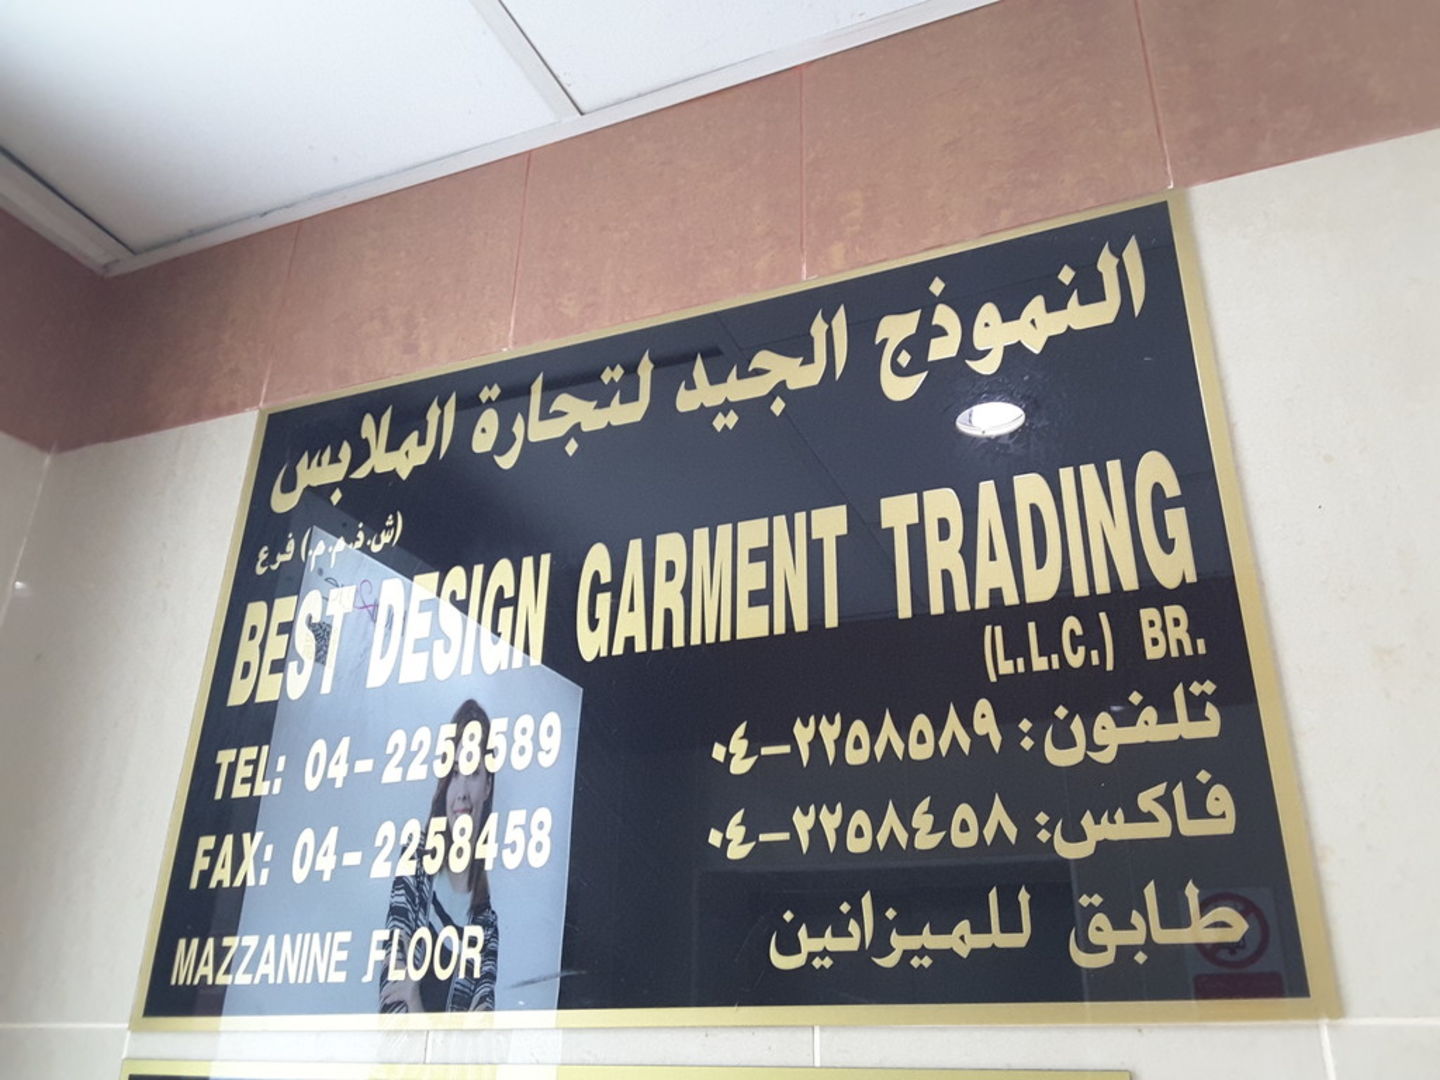 النموذج الجيد لتجارة الملابس
(ش.ذ.م.م.) فرع
BEST DESIGN GARMENT TRADING
(L.L.C.) BR.
TEL: 04-2258589
تلفون: ٢٢٥٨٥٨٩-٠٤
FAX: 04-2258458
فاكس: ٢٢٥٨٤٥٨-٠٤
MAZZANINE FLOOR
طابق للميزانين